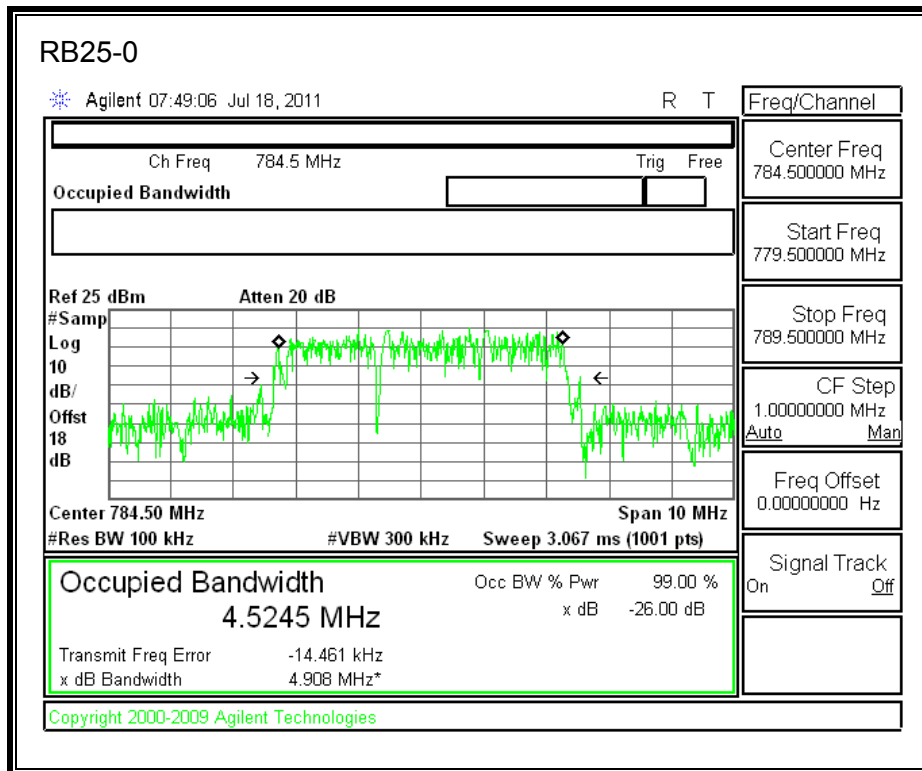 RB25-0
Agilent 07:49:06 Jul 18, 2011 R T
Freq/Channel
Ch Freq 784.5 MHz Trig Free
Occupied Bandwidth
Center Freq
784.500000 MHz
Start Freq
779.500000 MHz
Stop Freq
789.500000 MHz
CF Step
1.00000000 MHz
Auto Man
Freq Offset
0.00000000 Hz
Signal Track
On Off
Ref 25 dBm Atten 20 dB
#Samp
Log
10
dB/
Offst
18
dB
Center 784.50 MHz Span 10 MHz
#Res BW 100 kHz #VBW 300 kHz Sweep 3.067 ms (1001 pts)
Occupied Bandwidth Occ BW % Pwr 99.00 %
4.5245 MHz x dB -26.00 dB
Transmit Freq Error -14.461 kHz
x dB Bandwidth 4.908 MHz*
Copyright 2000-2009 Agilent Technologies